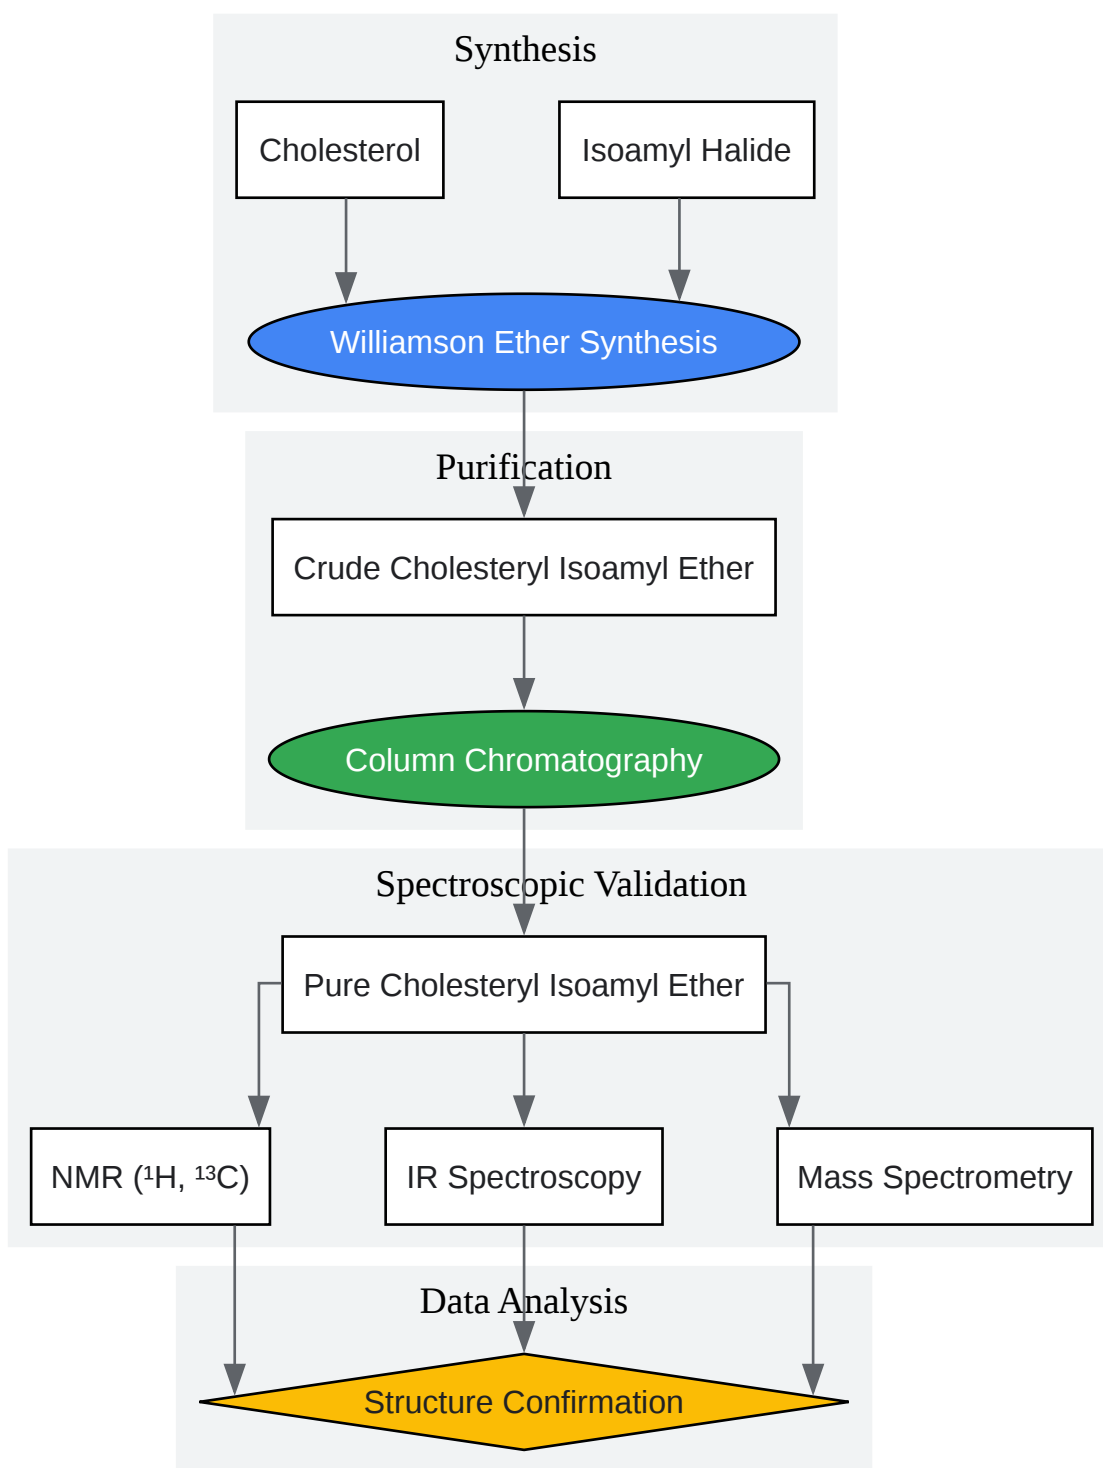 Synthesis
Cholesterol
Isoamyl Halide
Williamson Ether Synthesis
Purification
Crude Cholesteryl Isoamyl Ether
Column Chromatography
Spectroscopic Validation
Pure Cholesteryl Isoamyl Ether
NMR (¹H, ¹³C)
IR Spectroscopy
Mass Spectrometry
Data Analysis
Structure Confirmation